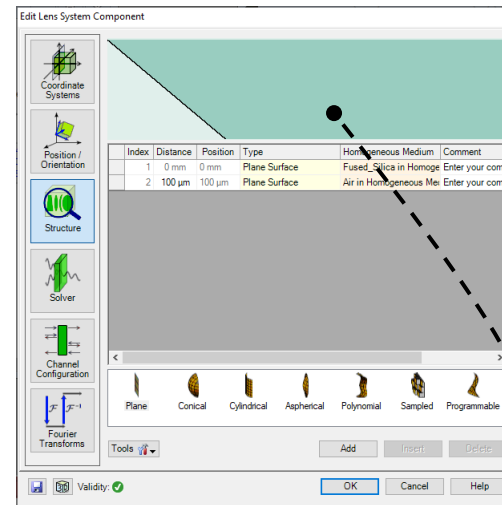 Edit Lens System Component
Coordinate
Systems
Position /
Orientation
Structure
Solver
Channel
Configuration
Fourier
Transforms
Index Distance Position Type Homogeneous Medium Comment
1 0 mm 0 mm Plane Surface Fused_Silica in Homoge Enter your com
2 100 µm 100 µm Plane Surface Air in Homogeneous Med Enter your com
Plane Conical Cylindrical Aspherical Polynomial Sampled Programmable
Tools Add Insert Delete
Validity: OK Cancel Help